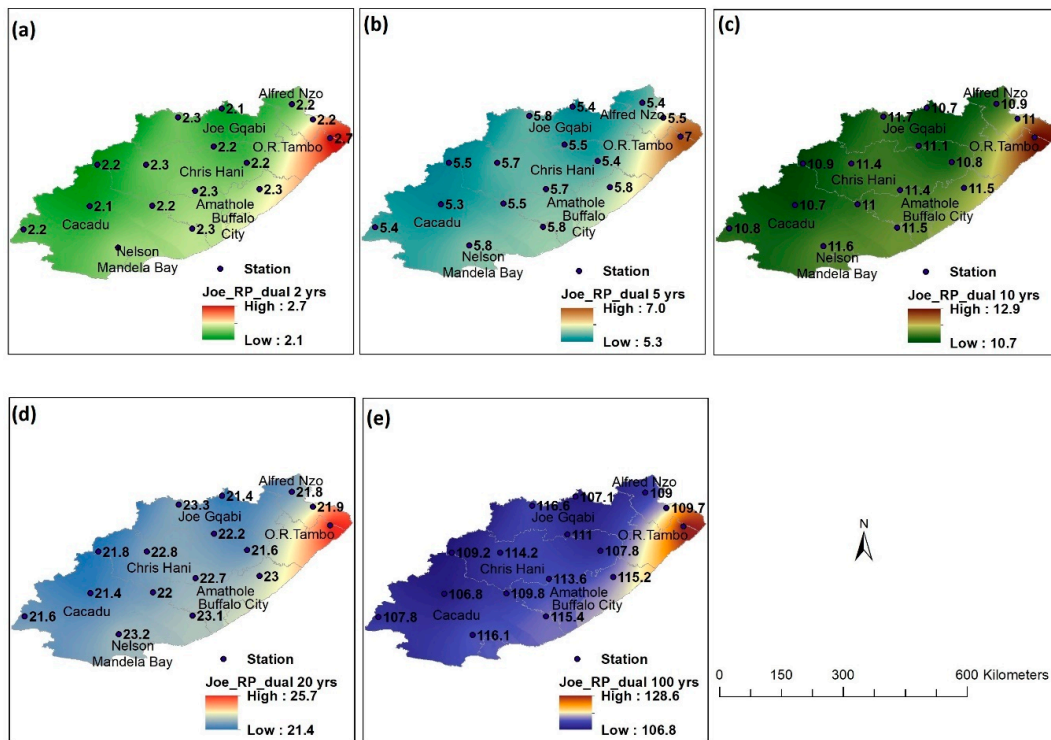 (a)
Alfred Nzo
2.2
2.1
2.3
2.2
Joe Gqabi
2.7
O.R.Tambo
2.2
2.2
2.3
2.2
Chris Hani
2.3
2.3
2.1
2.2
Amathole
Cacadu
Buffalo
2.2
2.3
City
Nelson
Mandela Bay
Station
Joe_RP_dual 2 yrs
High : 2.7
Low : 2.1
(b)
5.4
5.4
5.8
Alfred Nzo
5.5
Joe Gqabi
7
5.5
O.R.Tambo
5.5
5.7
5.4
Chris Hani
5.7
5.8
5.3
5.5
Amathole
Cacadu
Buffalo
5.4
5.8
City
5.8
Nelson
Mandela Bay
Station
Joe_RP_dual 5 yrs
High : 7.0
Low : 5.3
(c)
Alfred Nzo
10.9
10.7
11.7
11
Joe Gqabi
O.R.Tambo
11.1
10.9
11.4
10.8
Chris Hani
11.4
11.5
10.7
11
Amathole
Cacadu
Buffalo City
10.8
11.5
11.6
Nelson
Mandela Bay
Station
Joe_RP_dual 10 yrs
High : 12.9
Low : 10.7
(d)
Alfred Nzo
21.8
21.4
23.3
21.9
Joe Gqabi
O.R.Tambo
22.2
21.8
22.8
21.6
Chris Hani
22.7
23
21.4
22
Amathole
Cacadu
Buffalo City
21.6
23.1
23.2
Nelson
Mandela Bay
Station
Joe_RP_dual 20 yrs
High : 25.7
Low : 21.4
(e)
Alfred Nzo
109
107.1
116.6
109.7
Joe Gqabi
O.R.Tambo
111
109.2
114.2
107.8
Chris Hani
113.6
115.2
106.8
109.8
Amathole
Cacadu
Buffalo City
107.8
115.4
116.1
Nelson
Mandela Bay
Station
Joe_RP_dual 100 yrs
High : 128.6
Low : 106.8
N
0 150 300 600 Kilometers